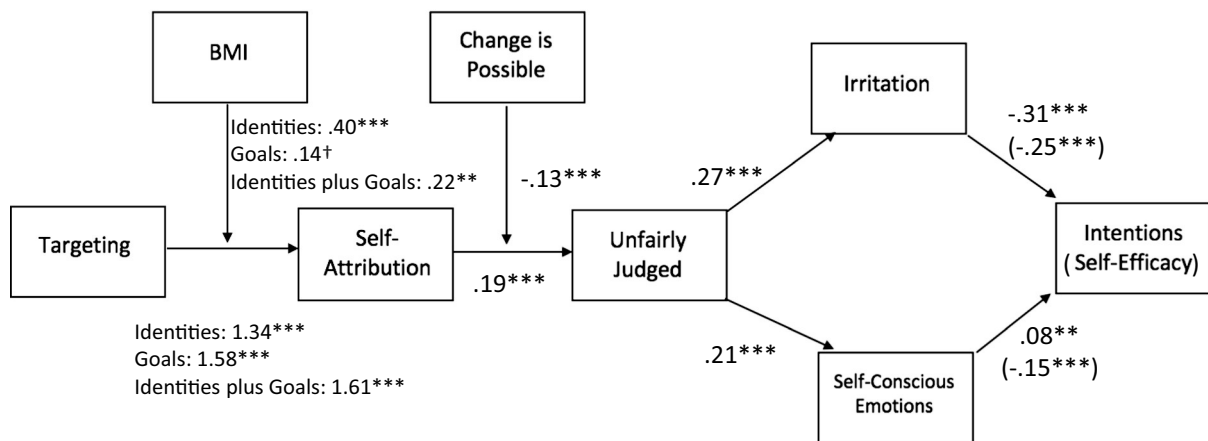 BMI
Change is
Possible
Irritation
Identities: .40***
Goals: .14†
Identities plus Goals: .22**
-.13***
.27***
-.31***
(-.25***)
Targeting
Self-
Attribution
Unfairly
Judged
Intentions
( Self-Efficacy)
.19***
Identities: 1.34***
Goals: 1.58***
Identities plus Goals: 1.61***
.21***
.08**
(-.15***)
Self-Conscious
Emotions